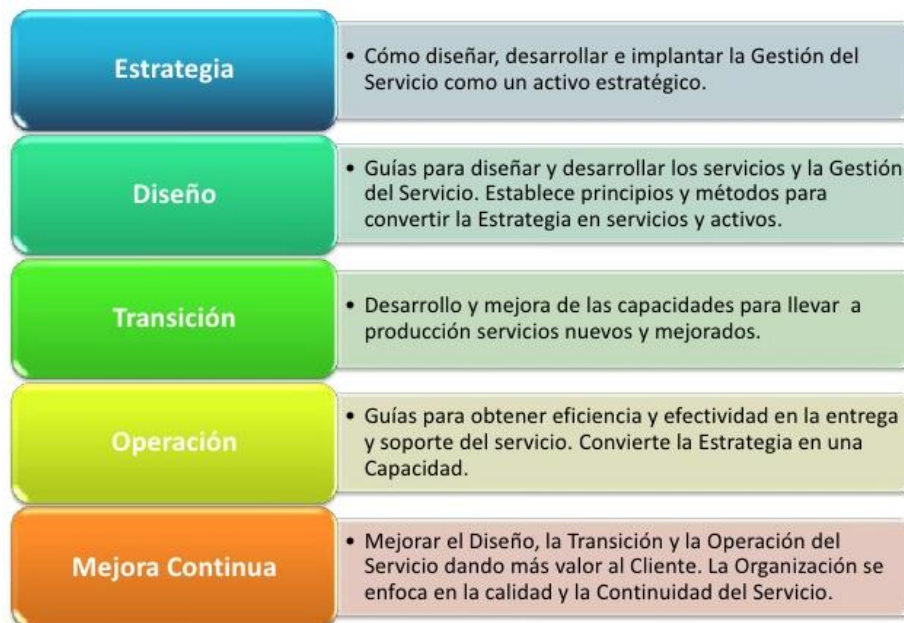 Estrategia
• Cómo diseñar, desarrollar e implantar la Gestión del
Servicio como un activo estratégico.
Diseño
• Guías para diseñar y desarrollar los servicios y la Gestión
del Servicio. Establece principios y métodos para
convertir la Estrategia en servicios y activos.
Transición
• Desarrollo y mejora de las capacidades para llevar a
producción servicios nuevos y mejorados.
Operación
• Guías para obtener eficiencia y efectividad en la entrega
y soporte del servicio. Convierte la Estrategia en una
Capacidad.
Mejora Continua
• Mejorar el Diseño, la Transición y la Operación del
Servicio dando más valor al Cliente. La Organización se
enfoca en la calidad y la Continuidad del Servicio.